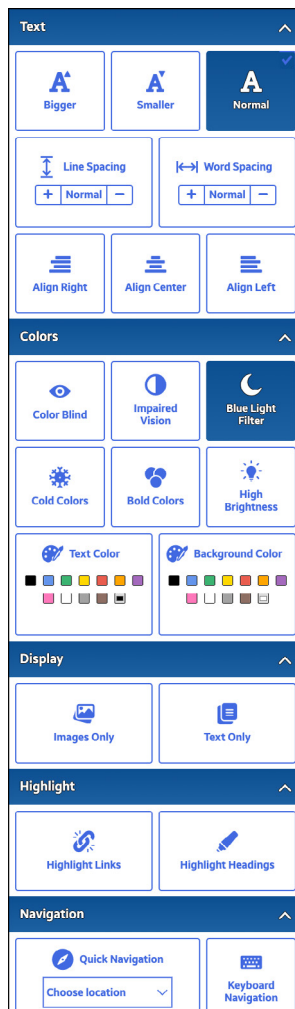 Text
Bigger
Smaller
Normal
Line Spacing
+ Normal −
Word Spacing
+ Normal −
Align Right
Align Center
Align Left
Colors
Color Blind
Impaired
Vision
Blue Light
Filter
Cold Colors
Bold Colors
High
Brightness
Text Color
Background Color
Display
Images Only
Text Only
Highlight
Highlight Links
Highlight Headings
Navigation
Quick Navigation
Choose location
Keyboard
Navigation